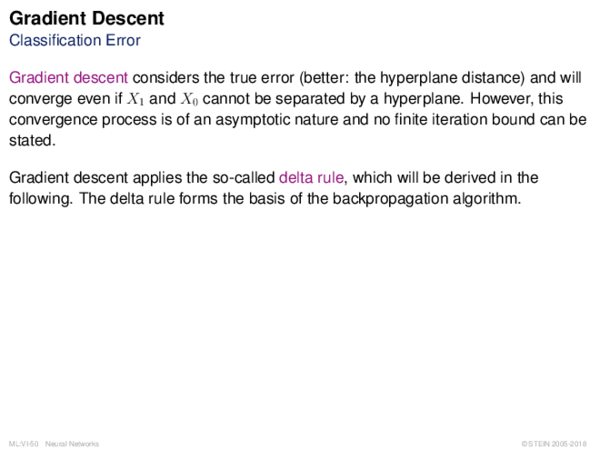 Gradient Descent
Classification Error
Gradient descent considers the true error (better: the hyperplane distance) and will
converge even if X₁ and X₀ cannot be separated by a hyperplane. However, this
convergence process is of an asymptotic nature and no finite iteration bound can be
stated.
Gradient descent applies the so-called delta rule, which will be derived in the
following. The delta rule forms the basis of the backpropagation algorithm.
ML:VI-50 Neural Networks
© STEIN 2005-2018